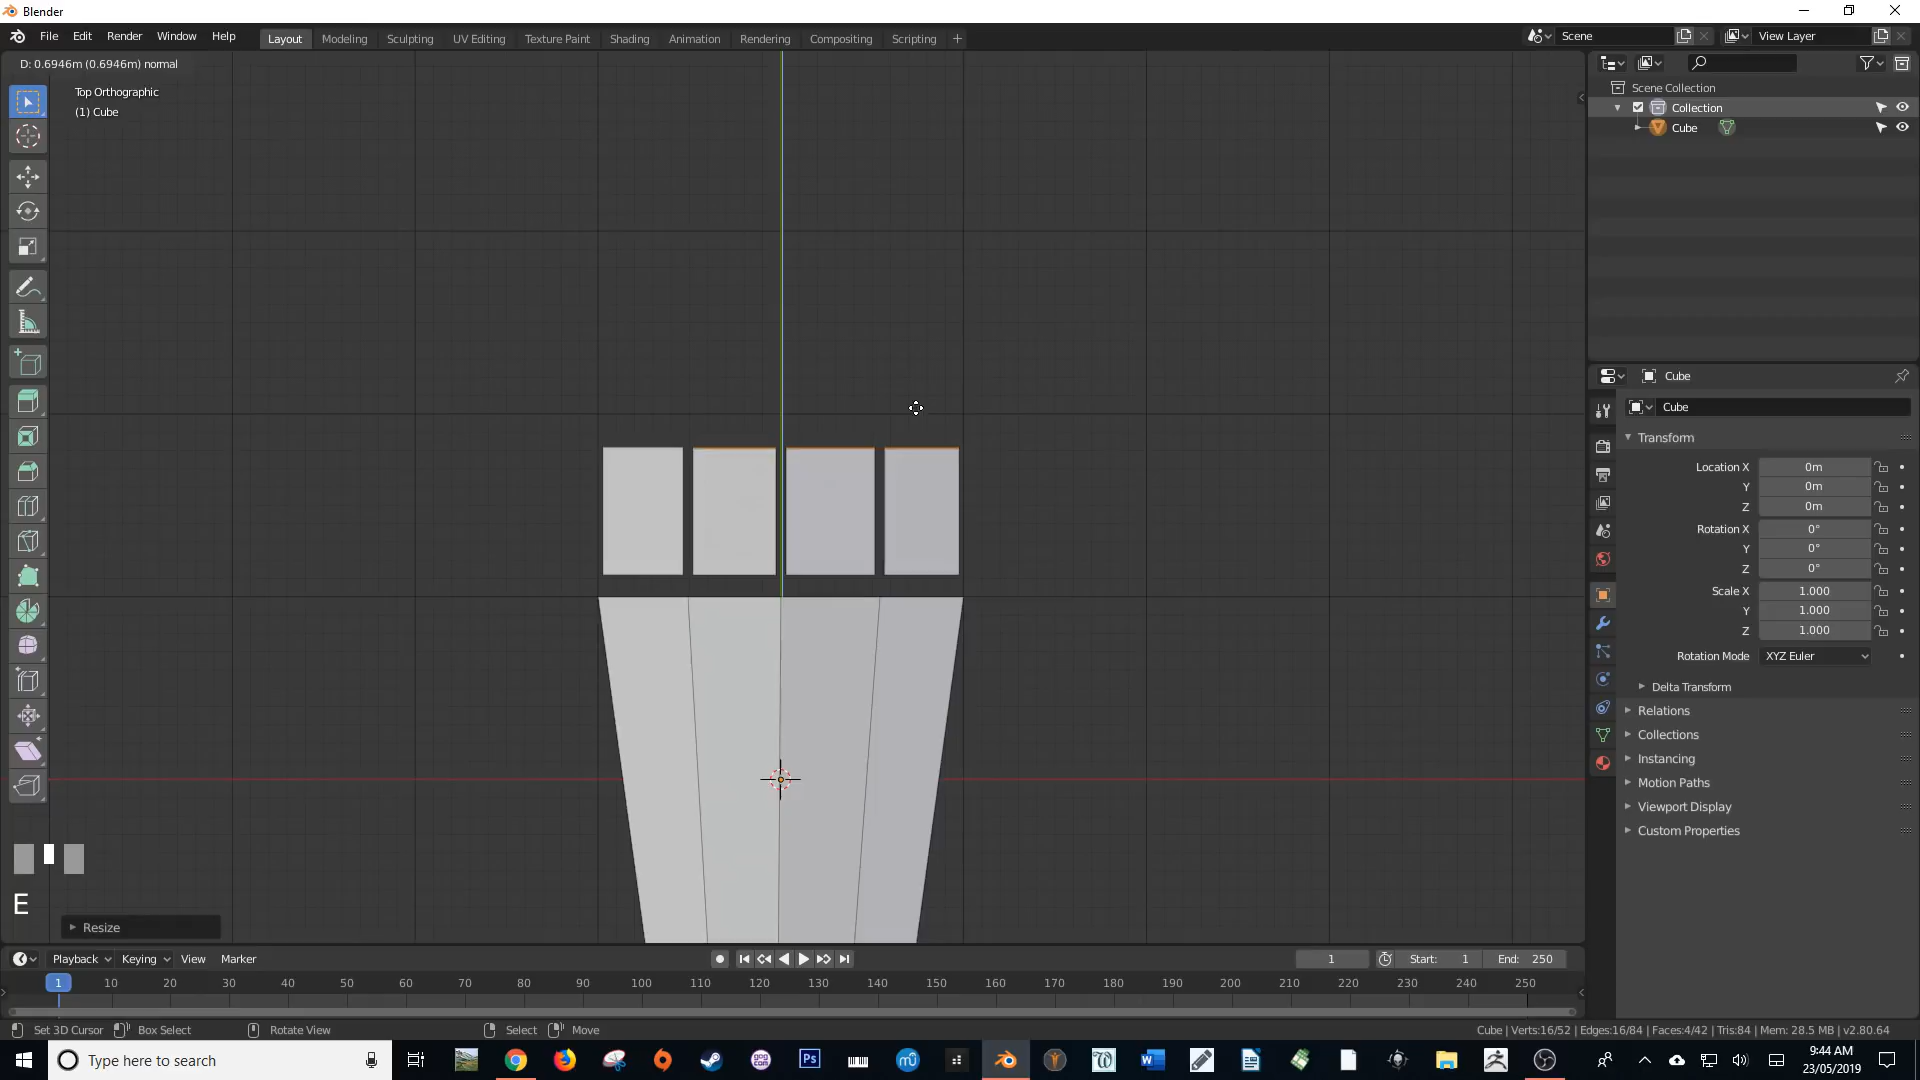 Blender
File Edit Render Window Help
Layout Modeling Sculpting UV Editing Texture Paint Shading Animation Rendering Compositing Scripting +
Scene
View Layer
D: 0.6946m (0.6946m) normal
Top Orthographic
(1) Cube
E
Resize
Scene Collection
Collection
Cube
Cube
Cube
Transform
Location X 0m
Y 0m
Z 0m
Rotation X 0°
Y 0°
Z 0°
Scale X 1.000
Y 1.000
Z 1.000
Rotation Mode XYZ Euler
Delta Transform
Relations
Collections
Instancing
Motion Paths
Viewport Display
Custom Properties
Playback Keying View Marker
1 Start: 1 End: 250
1 10 20 30 40 50 60 70 80 90 100 110 120 130 140 150 160 170 180 190 200 210 220 230 240 250
Set 3D Cursor Box Select Rotate View Select Move
Cube | Verts:16/52 | Edges:16/84 | Faces:4/42 | Tris:84 | Mem: 28.5 MB | v2.80.64
Type here to search
Ps
9:44 AM
23/05/2019